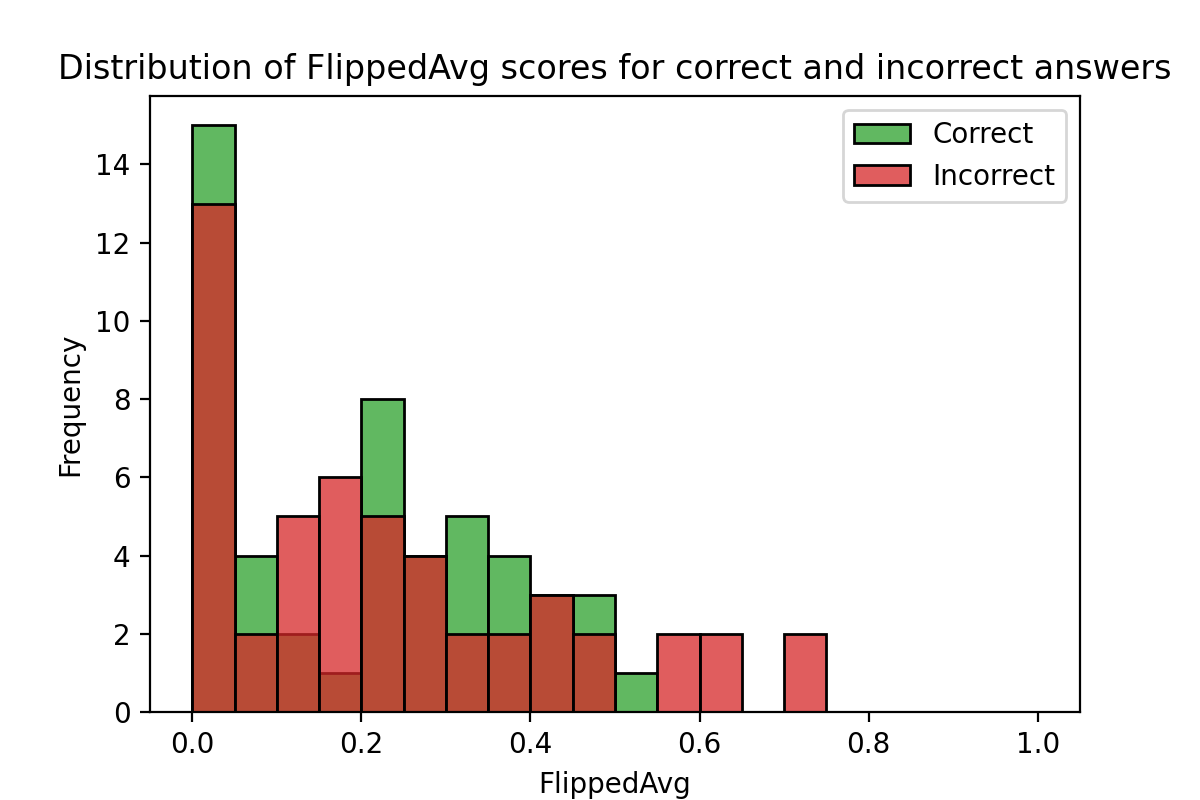 Distribution of FlippedAvg scores for correct and incorrect answers
Correct
Incorrect
14
12
10
8
6
4
2
0
Frequency
0.0 0.2 0.4 0.6 0.8 1.0
FlippedAvg